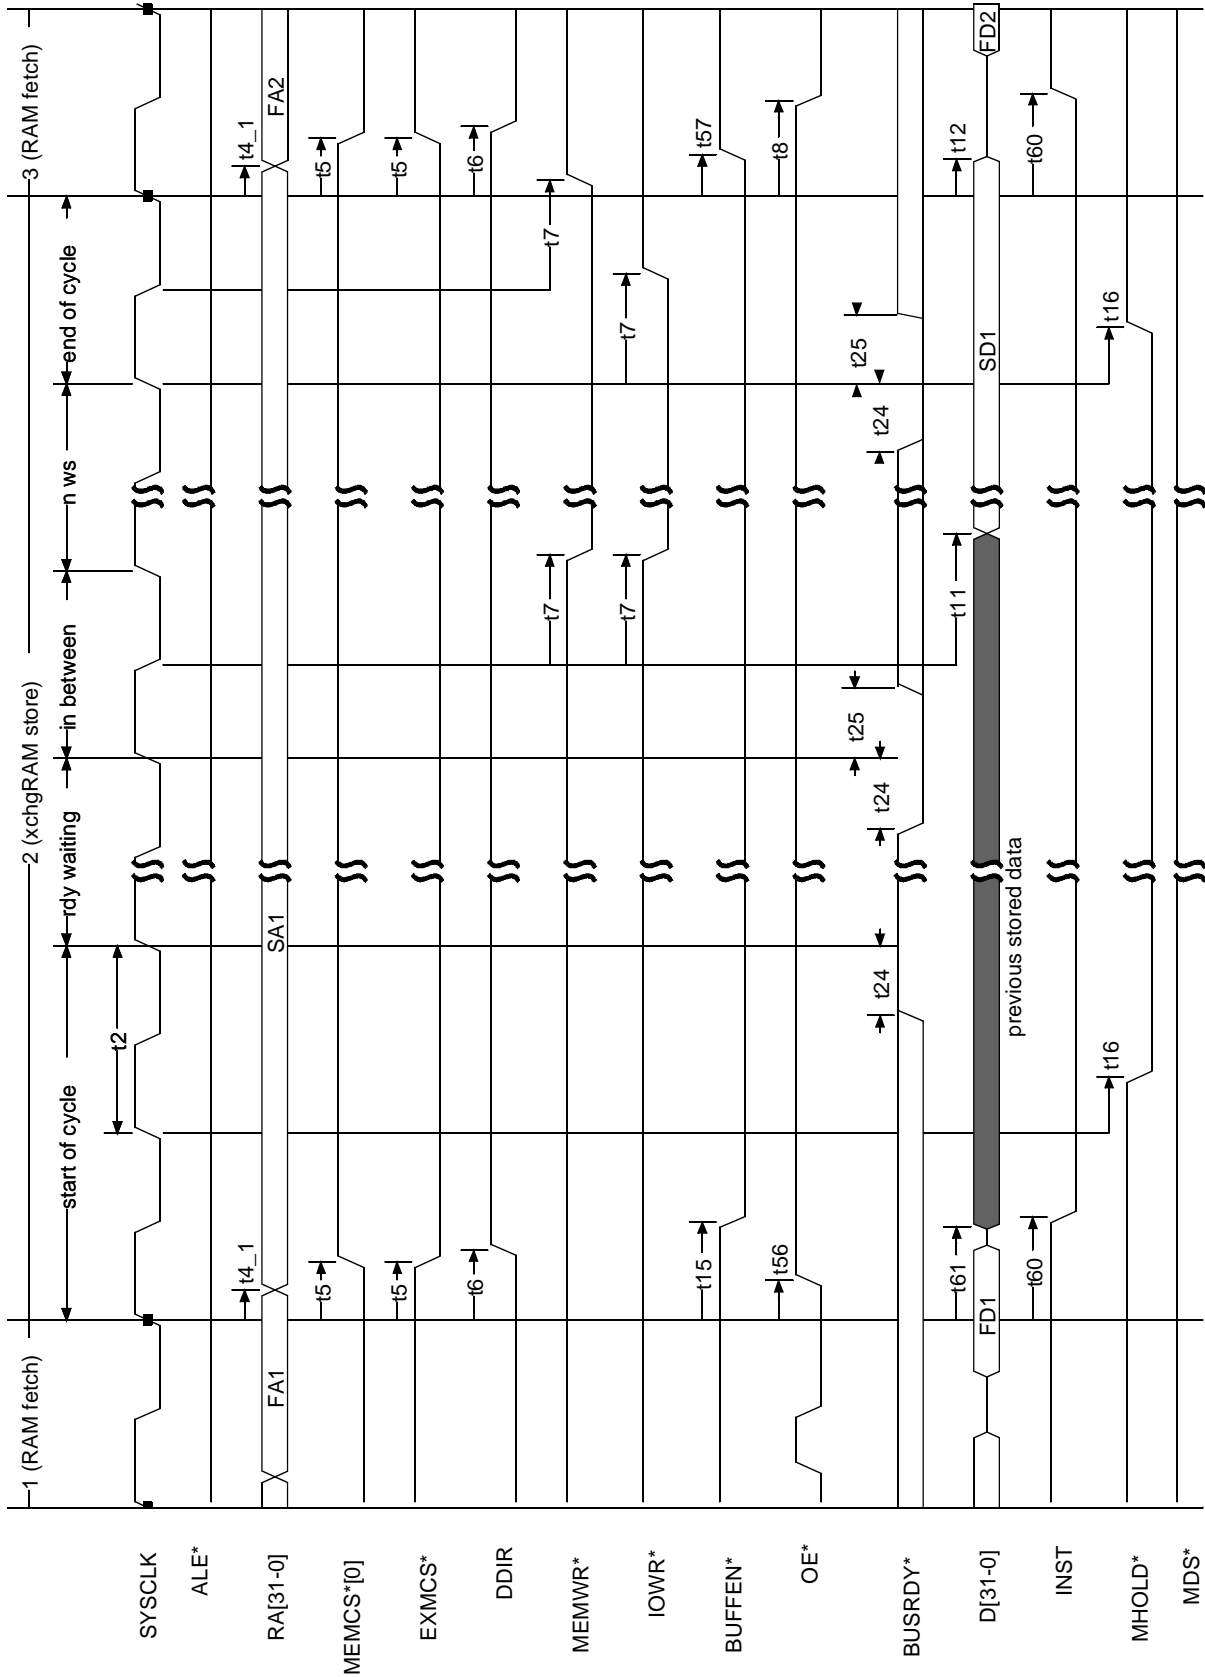 1 (RAM fetch) 2 (xchgRAM store) 3 (RAM fetch)
start of cycle rdy waiting in between n ws end of cycle
t2
SYSCLK
ALE*
t4_1 t4_1
RA[31-0] FA1 SA1 FA2
t5 t5
MEMCS*[0]
t5 t5
EXMCS*
t6 t6
DDIR
t7 t7
MEMWR*
t7 t7
IOWR*
t15 t57
BUFFEN*
t56 t8
OE*
t25 t25
t24 t24 t24
BUSRDY*
t61 t11 t12
D[31-0] FD1 SD1 FD2
previous stored data
t60 t60
INST
t16 t16
MHOLD*
MDS*